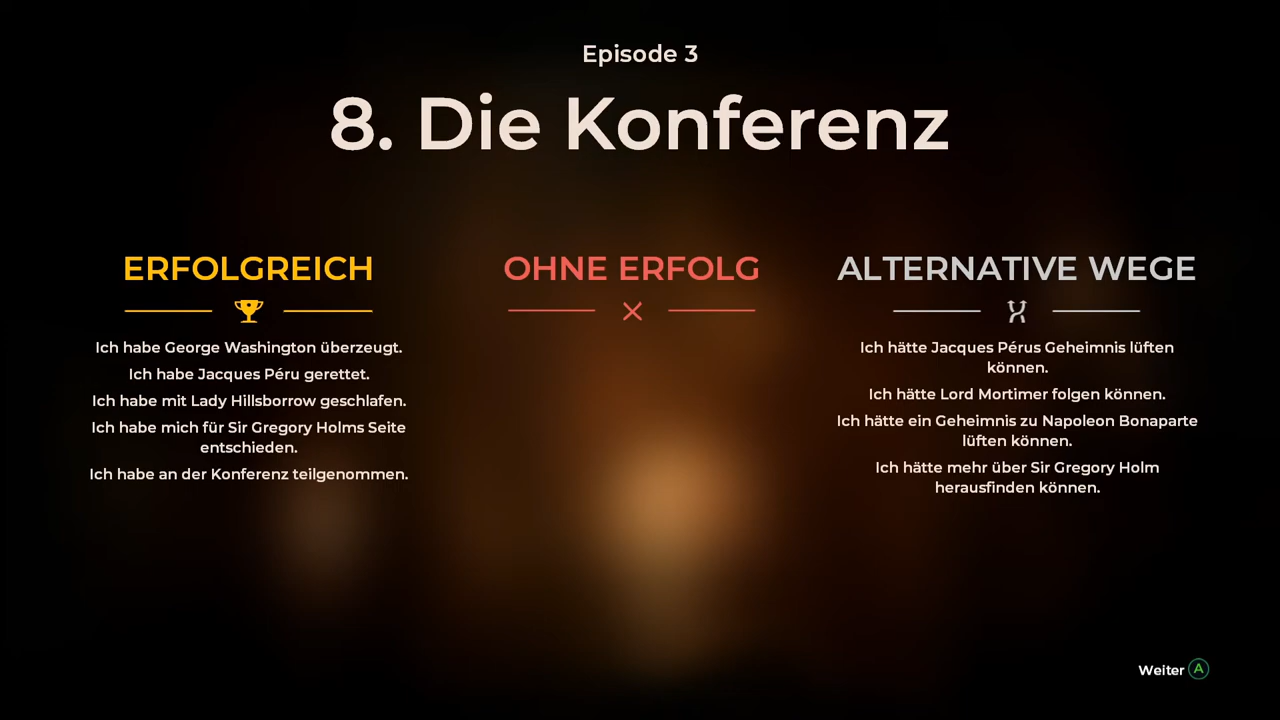 Episode 3
8. Die Konferenz
ERFOLGREICH
Ich habe George Washington überzeugt.
Ich habe Jacques Péru gerettet.
Ich habe mit Lady Hillsborrow geschlafen.
Ich habe mich für Sir Gregory Holms Seite
entschieden.
Ich habe an der Konferenz teilgenommen.
OHNE ERFOLG
ALTERNATIVE WEGE
Ich hätte Jacques Pérus Geheimnis lüften
können.
Ich hätte Lord Mortimer folgen können.
Ich hätte ein Geheimnis zu Napoleon Bonaparte
lüften können.
Ich hätte mehr über Sir Gregory Holm
herausfinden können.
Weiter A